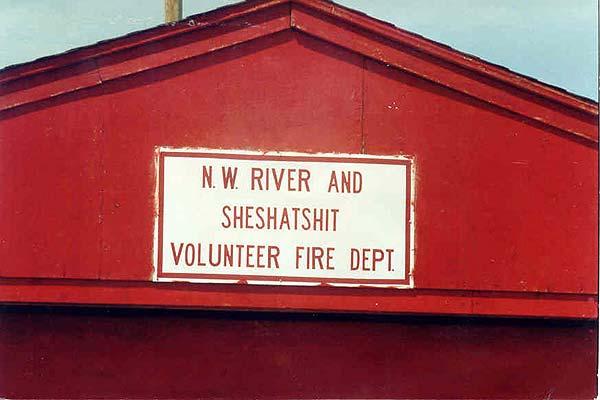 N.W. RIVER AND
SHESHATSHIT
VOLUNTEER FIRE DEPT.